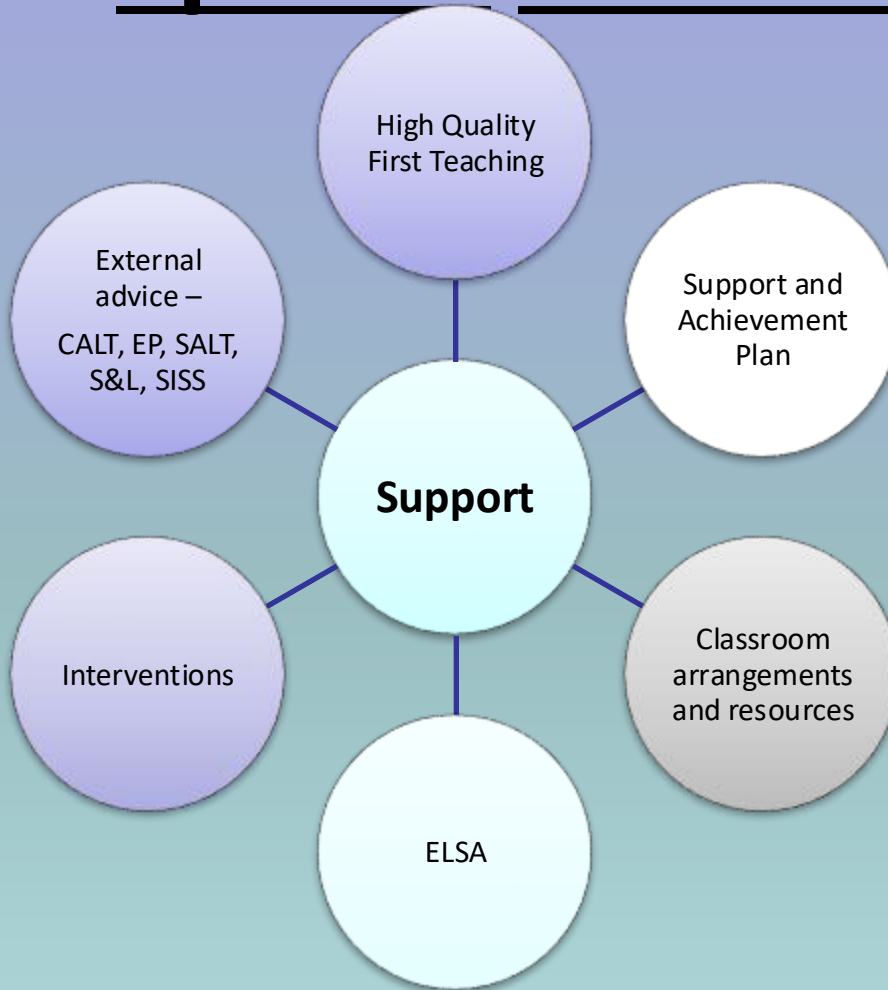 High Quality
First Teaching
Support and
Achievement
Plan
Classroom
arrangements
and resources
ELSA
Interventions
External
advice –
CALT, EP, SALT,
S&L, SISS
Support